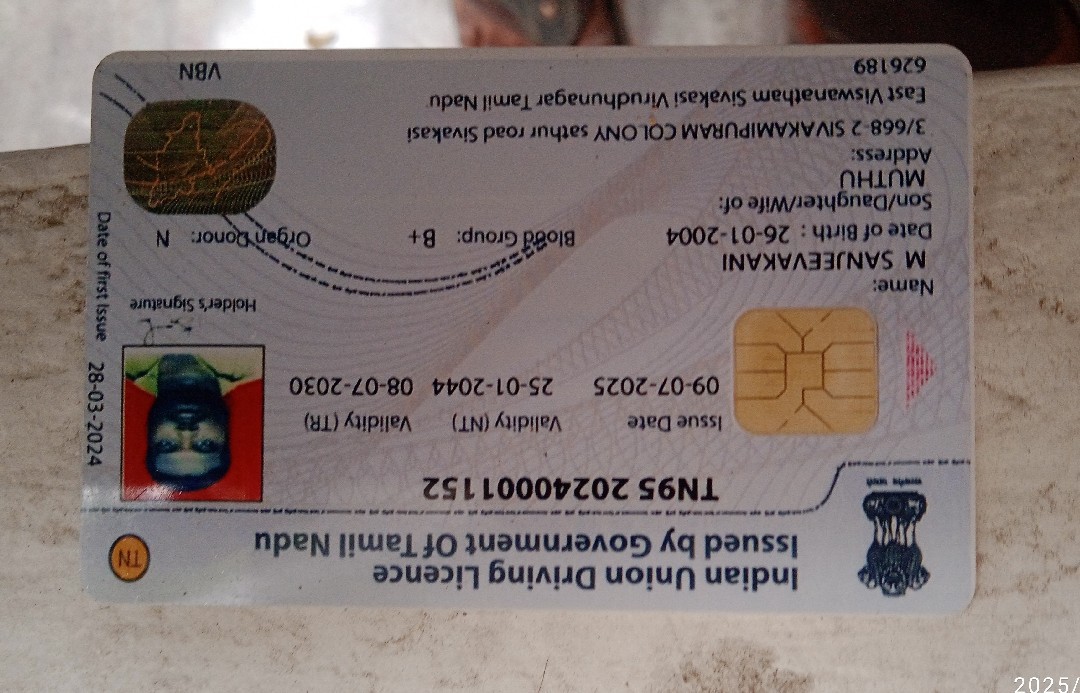 Indian Union Driving Licence
Issued by Government Of Tamil Nadu
TN
TN95 20240001152
Issue Date Validity (NT) Validity (TR)
09-07-2025 25-01-2044 08-07-2030
Holder's Signature
Date of first Issue 28-03-2024
Name:
M SANJEEVAKANI
Date of Birth : 26-01-2004 Blood Group: B+ Organ Donor: N
Son/Daughter/Wife of:
MUTHU
Address:
3/668-2 SIVAKAMIPURAM COLONY sathur road Sivakasi
East Viswanatham Sivakasi Virudhunagar Tamil Nadu
626189
VBN
2025/